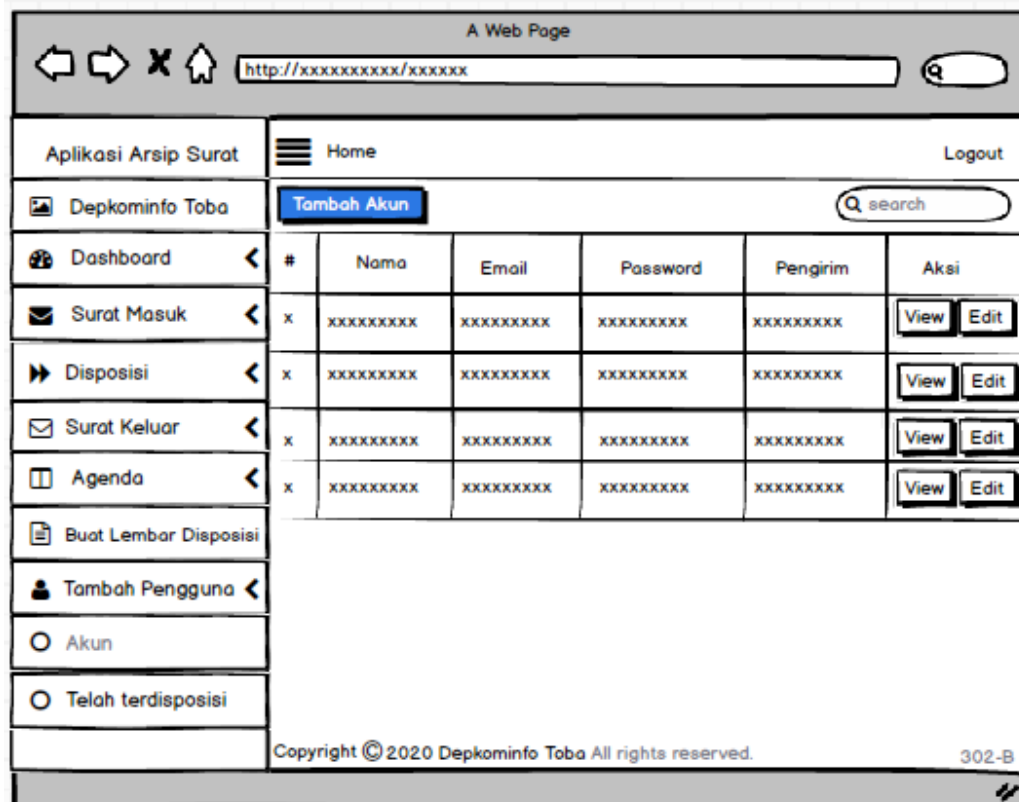 A Web Page
http://xxxxxxxxxx/xxxxxx
Aplikasi Arsip Surat
Home
Logout
Depkominfo Toba
Tambah Akun
search
Dashboard
# Nama Email Password Pengirim Aksi
Surat Masuk
x xxxxxxxxx xxxxxxxxx xxxxxxxxx xxxxxxxxx View Edit
Disposisi
x xxxxxxxxx xxxxxxxxx xxxxxxxxx xxxxxxxxx View Edit
Surat Keluar
x xxxxxxxxx xxxxxxxxx xxxxxxxxx xxxxxxxxx View Edit
Agenda
x xxxxxxxxx xxxxxxxxx xxxxxxxxx xxxxxxxxx View Edit
Buat Lembar Disposisi
Tambah Pengguna
Akun
Telah terdisposisi
Copyright © 2020 Depkominfo Toba All rights reserved.
302-B